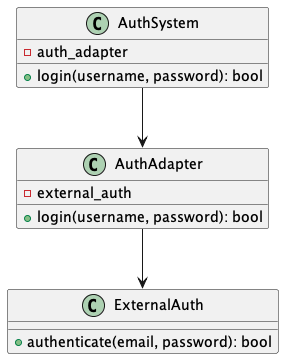 C AuthSystem
auth_adapter
login(username, password): bool
C AuthAdapter
external_auth
login(username, password): bool
C ExternalAuth
authenticate(email, password): bool